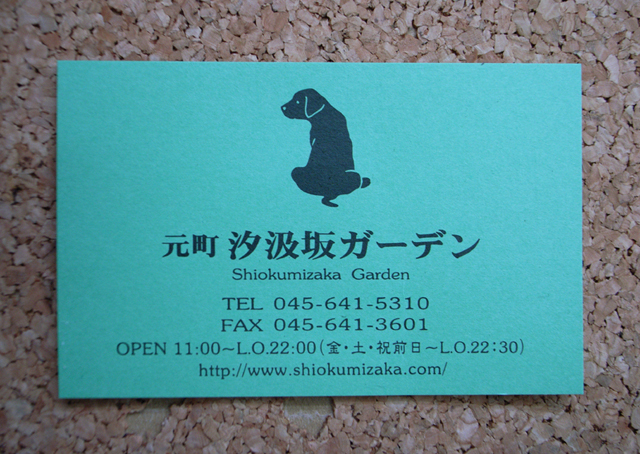 元町 汐汲坂ガーデン
Shiokumizaka Garden
TEL 045-641-5310
FAX 045-641-3601
OPEN 11:00~L.O.22:00(金・土・祝前日~L.O.22:30)
http://www.shiokumizaka.com/